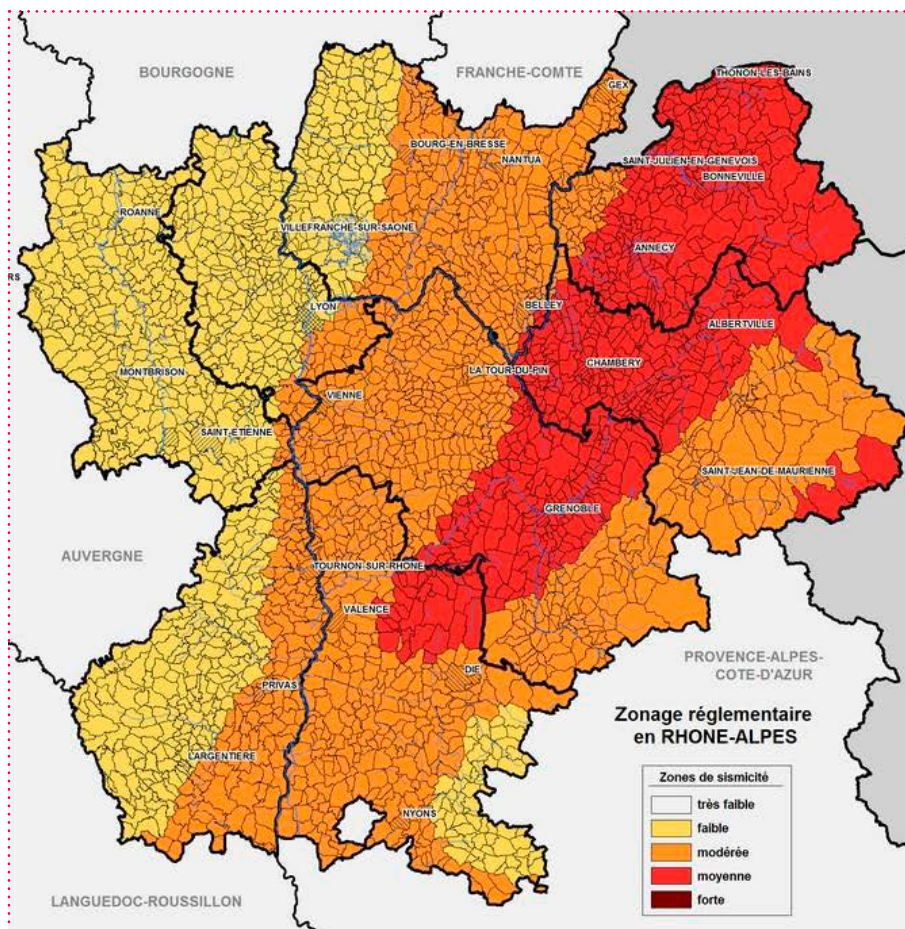 BOURGOGNE
FRANCHE-COMTE
THONON-LES-BAINS
GEX
BOURG-EN-BRESSE
NANTUA
SAINT-JULIEN-EN-GENEVOIS
BONNEVILLE
ROANNE
VILLEFRANCHE-SUR-SAONE
ANNECY
RS
LYON
BELLEY
ALBERTVILLE
MONTBRISON
LA TOUR-DU-PIN
CHAMBERY
VIENNE
SAINT-ETIENNE
SAINT-JEAN-DE-MAURIENNE
GRENOBLE
AUVERGNE
TOURNON-SUR-RHONE
VALENCE
DIE
PROVENCE-ALPES-
COTE-D'AZUR
PRIVAS
Zonage réglementaire
en RHONE-ALPES
LARGENTIERE
Zones de sismicité
très faible
NYONS
faible
modérée
moyenne
LANGUEDOC-ROUSSILLON
forte